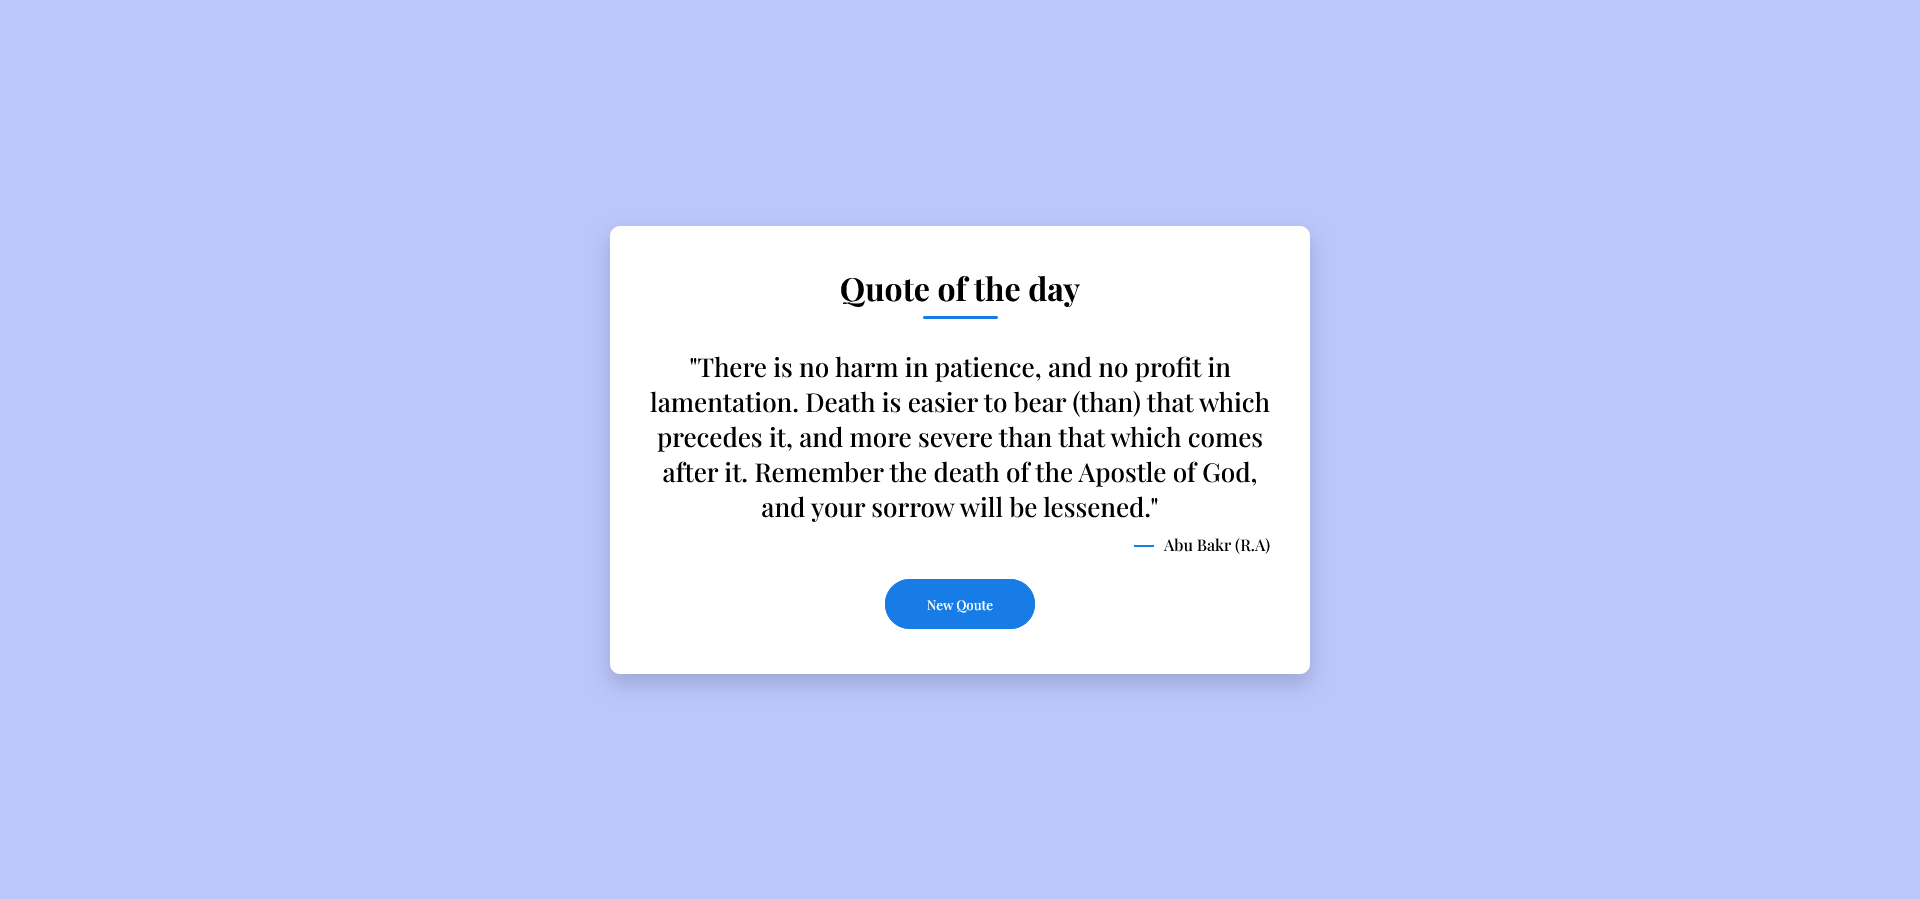 Quote of the day
"There is no harm in patience, and no profit in
lamentation. Death is easier to bear (than) that which
precedes it, and more severe than that which comes
after it. Remember the death of the Apostle of God,
and your sorrow will be lessened."
— Abu Bakr (R.A)
New Qoute